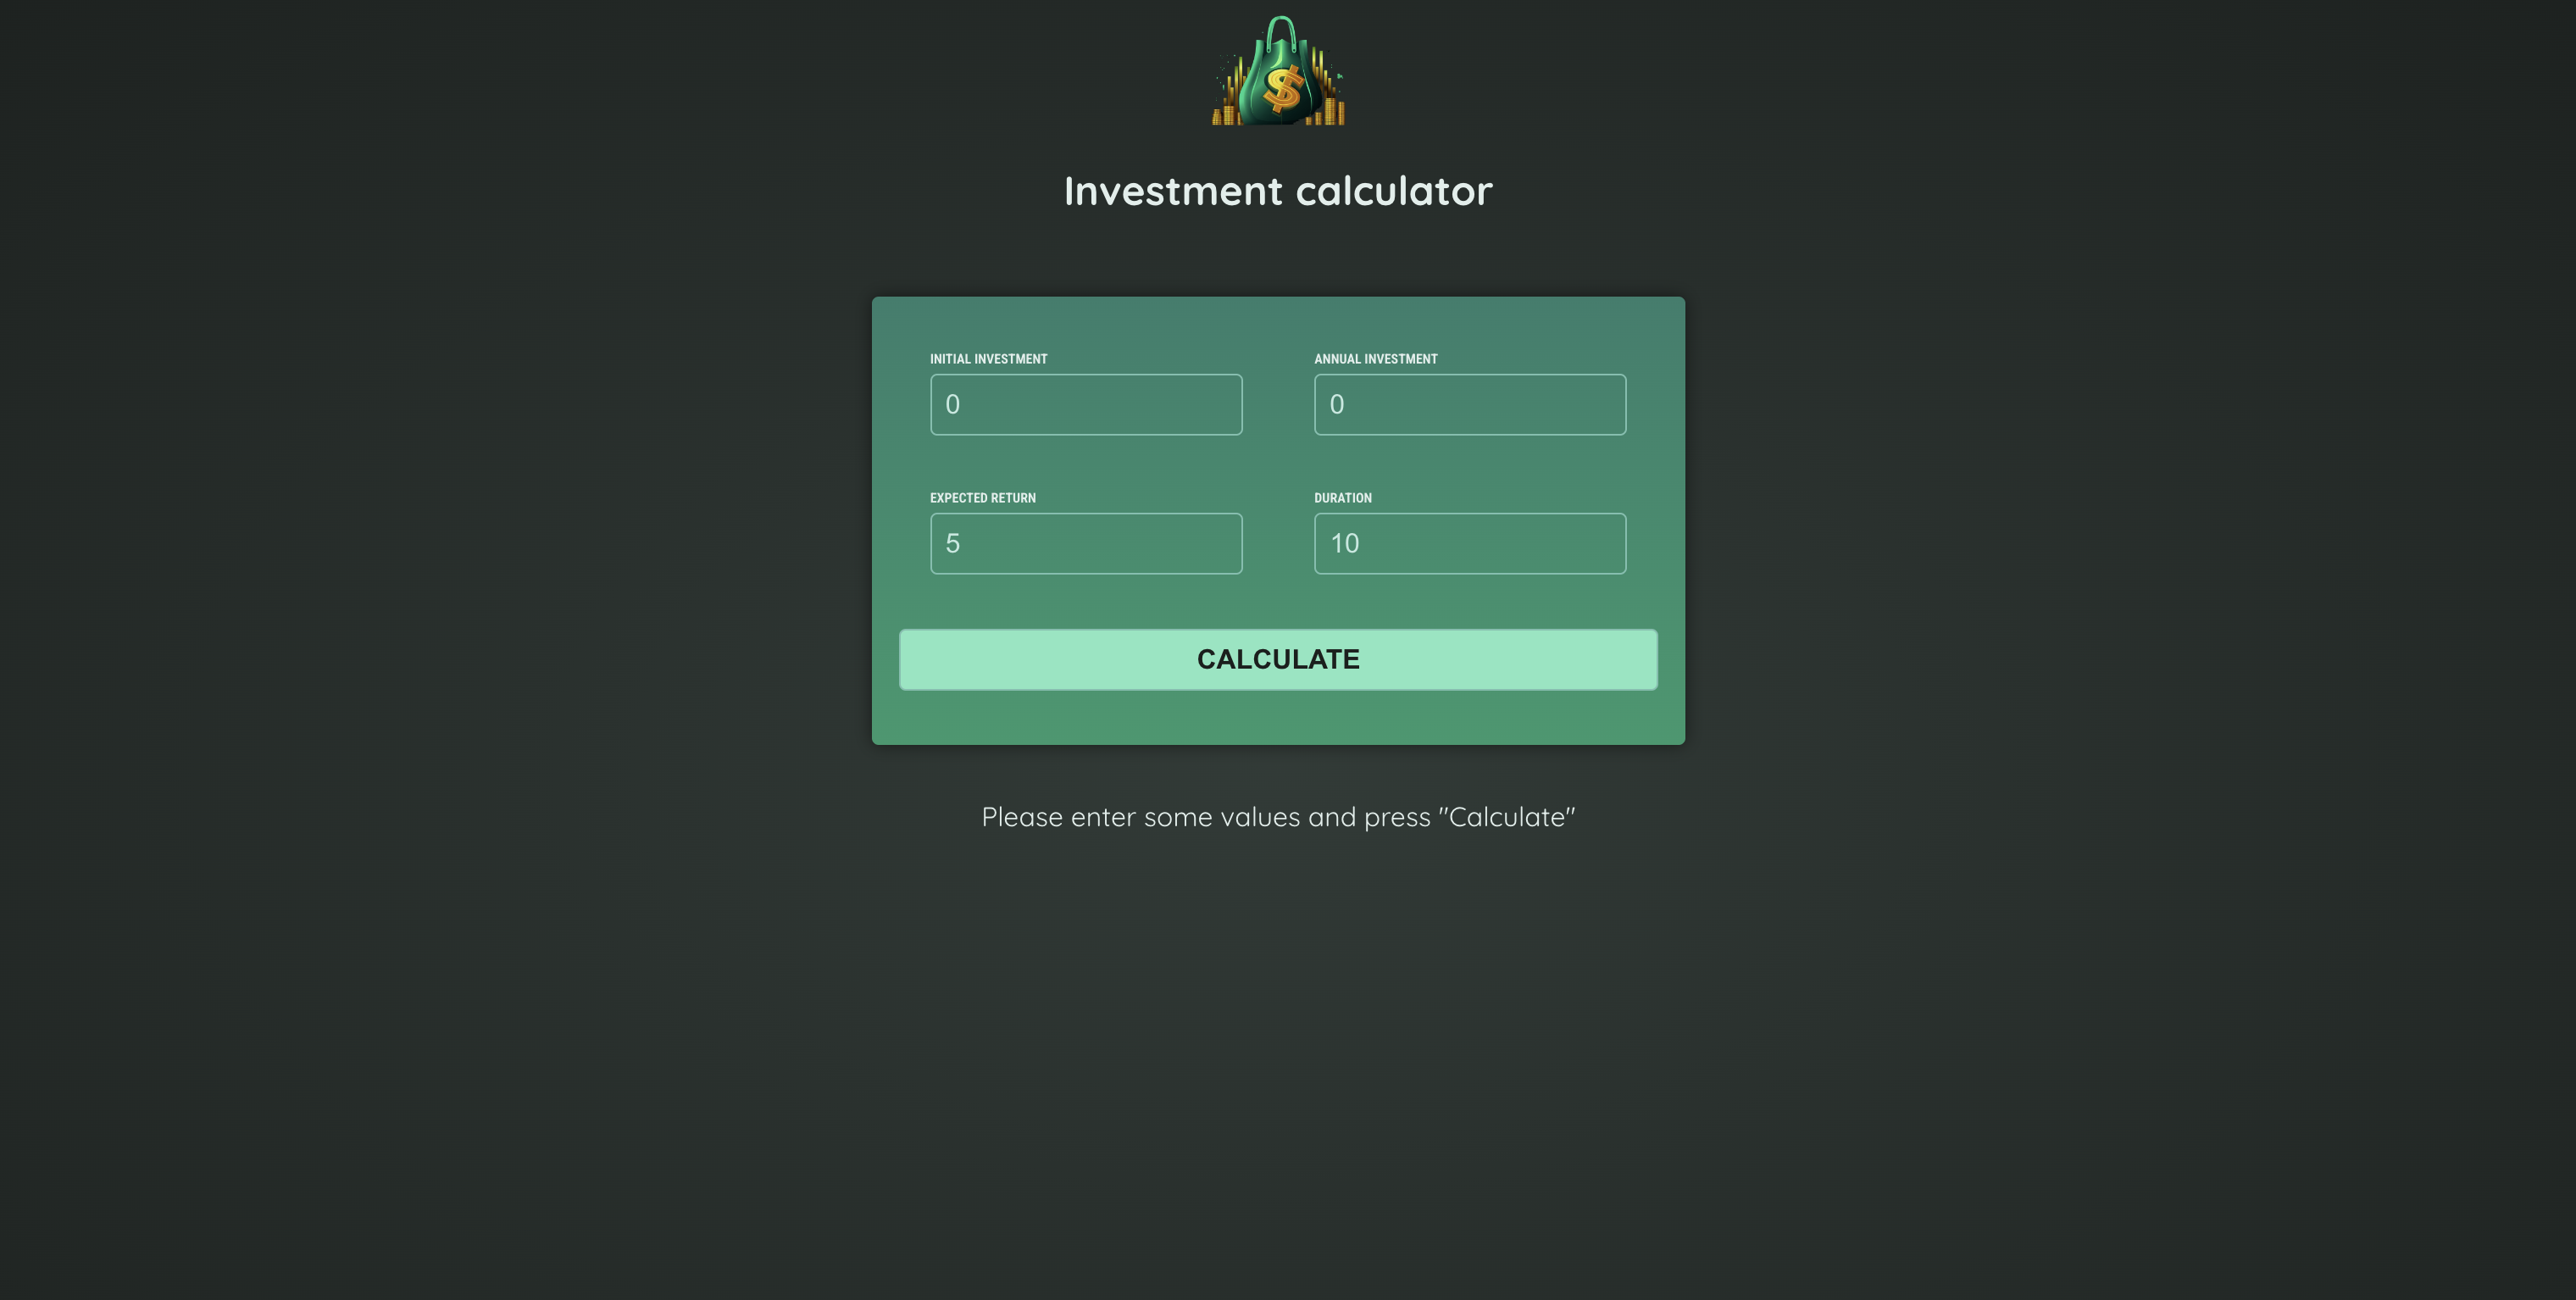 $
Investment calculator
INITIAL INVESTMENT
ANNUAL INVESTMENT
0
0
EXPECTED RETURN
DURATION
5
10
CALCULATE
Please enter some values and press "Calculate"